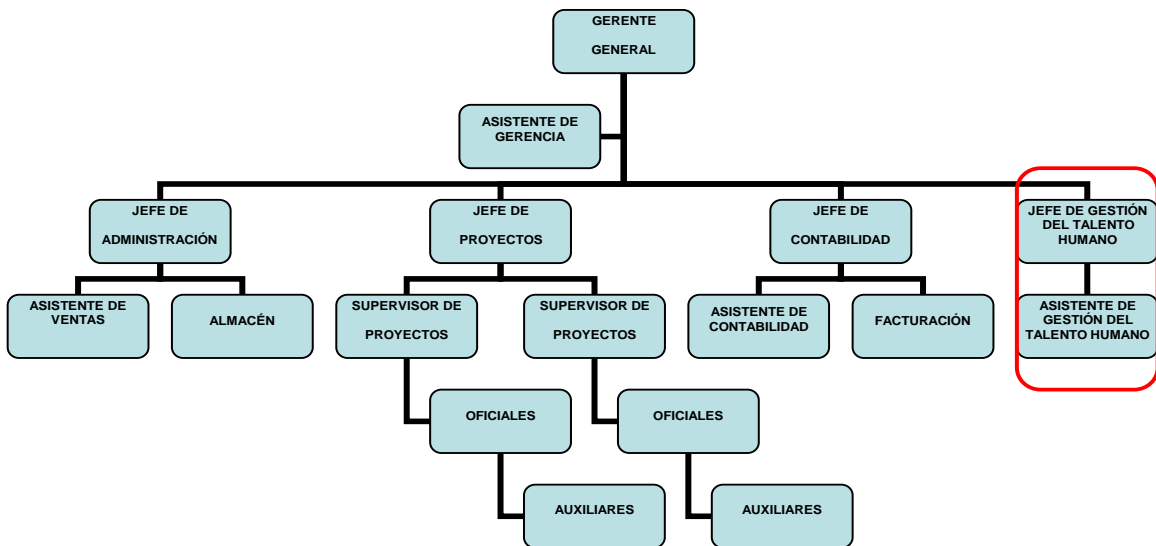 GERENTE
GENERAL
ASISTENTE DE
GERENCIA
JEFE DE
ADMINISTRACIÓN
JEFE DE
PROYECTOS
JEFE DE
CONTABILIDAD
JEFE DE GESTIÓN
DEL TALENTO
HUMANO
ASISTENTE DE
VENTAS
ALMACÉN
SUPERVISOR DE
PROYECTOS
SUPERVISOR DE
PROYECTOS
ASISTENTE DE
CONTABILIDAD
FACTURACIÓN
ASISTENTE DE
GESTIÓN DEL
TALENTO HUMANO
OFICIALES
OFICIALES
AUXILIARES
AUXILIARES